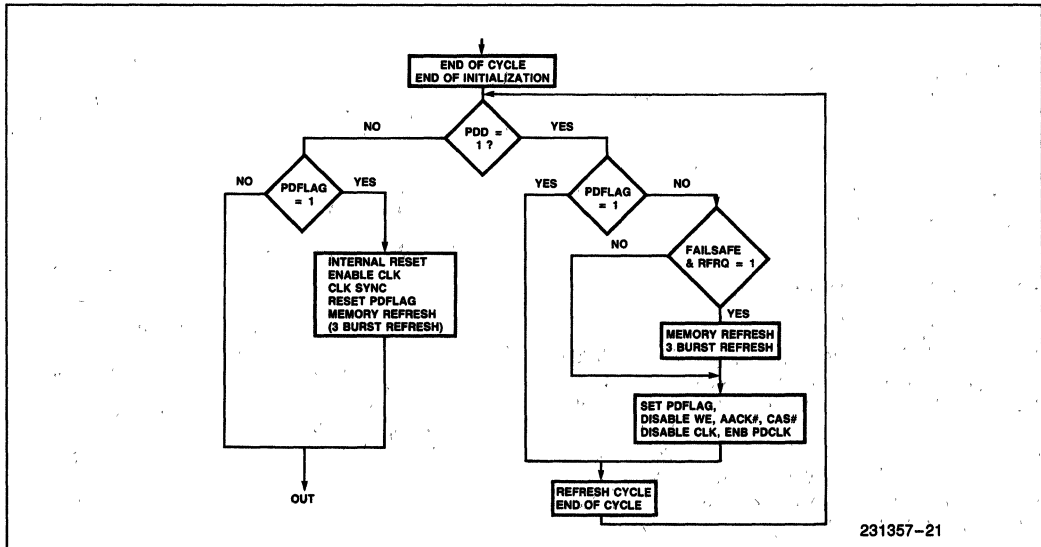 END OF CYCLE
END OF INITIALIZATION
PDD =
1 ?
NO
YES
PDFLAG
= 1
NO
YES
INTERNAL RESET
ENABLE CLK
CLK SYNC
RESET PDFLAG
MEMORY REFRESH
(3 BURST REFRESH)
OUT
PDFLAG
= 1
YES
NO
FAILSAFE
& RFRQ = 1
NO
YES
MEMORY REFRESH
3 BURST REFRESH
SET PDFLAG,
DISABLE WE, AACK#, CAS#
DISABLE CLK, ENB PDCLK
REFRESH CYCLE
END OF CYCLE
231357-21